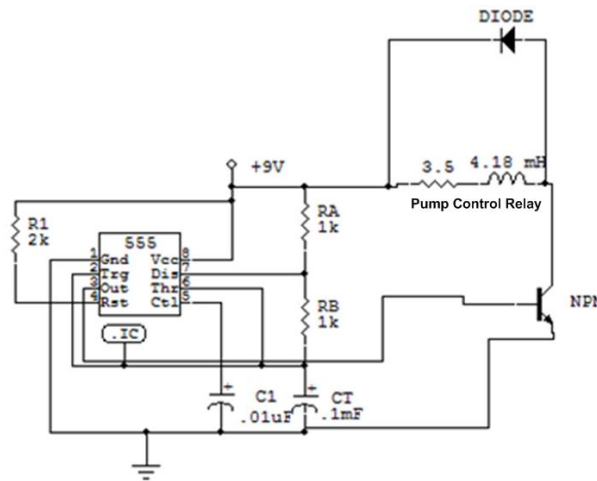 DIODE
+9V
3.5
4.18 mH
Pump Control Relay
R1
2k
555
1 Gnd Vcc 8
2 Trg Dis 7
3 Out Thr 6
4 Rst Ctl 5
.IC
RA
1k
RB
1k
NPN
C1
.01uF
CT
.1mF
+
+